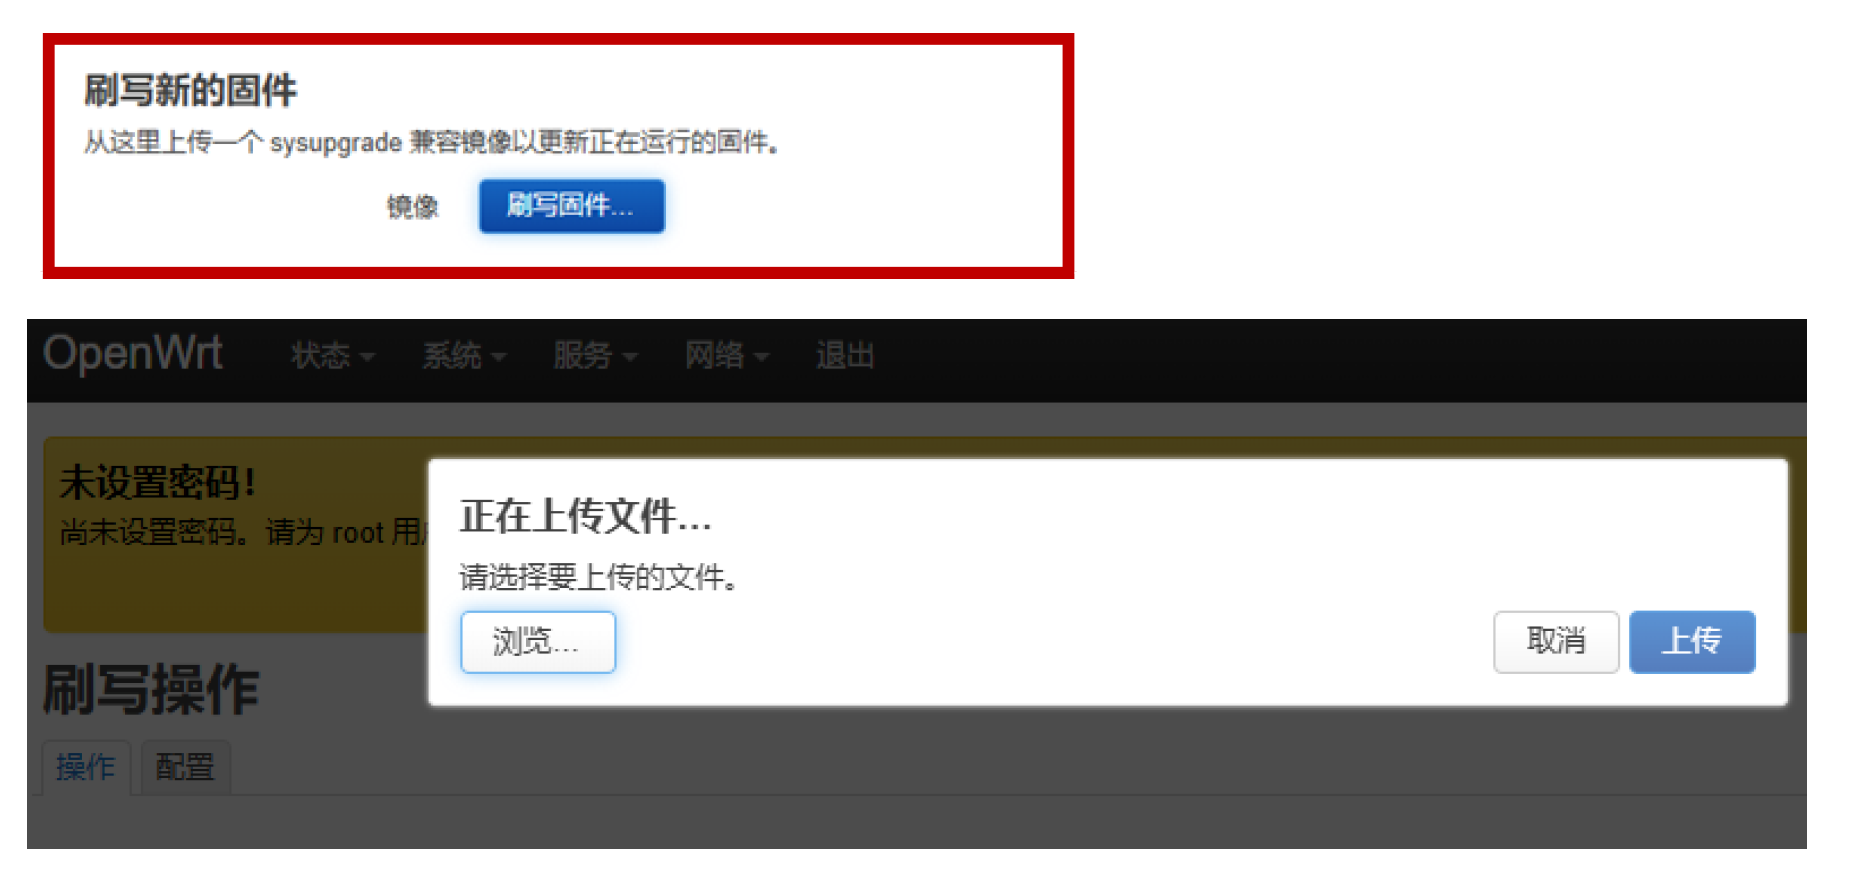 刷写新的固件
从这里上传一个 sysupgrade 兼容镜像以更新正在运行的固件。
镜像 刷写固件...
OpenWrt 状态 系统 服务 网络 退出
未设置密码！
尚未设置密码。请为 root 用
正在上传文件...
请选择要上传的文件。
浏览... 取消 上传
刷写操作
操作 配置